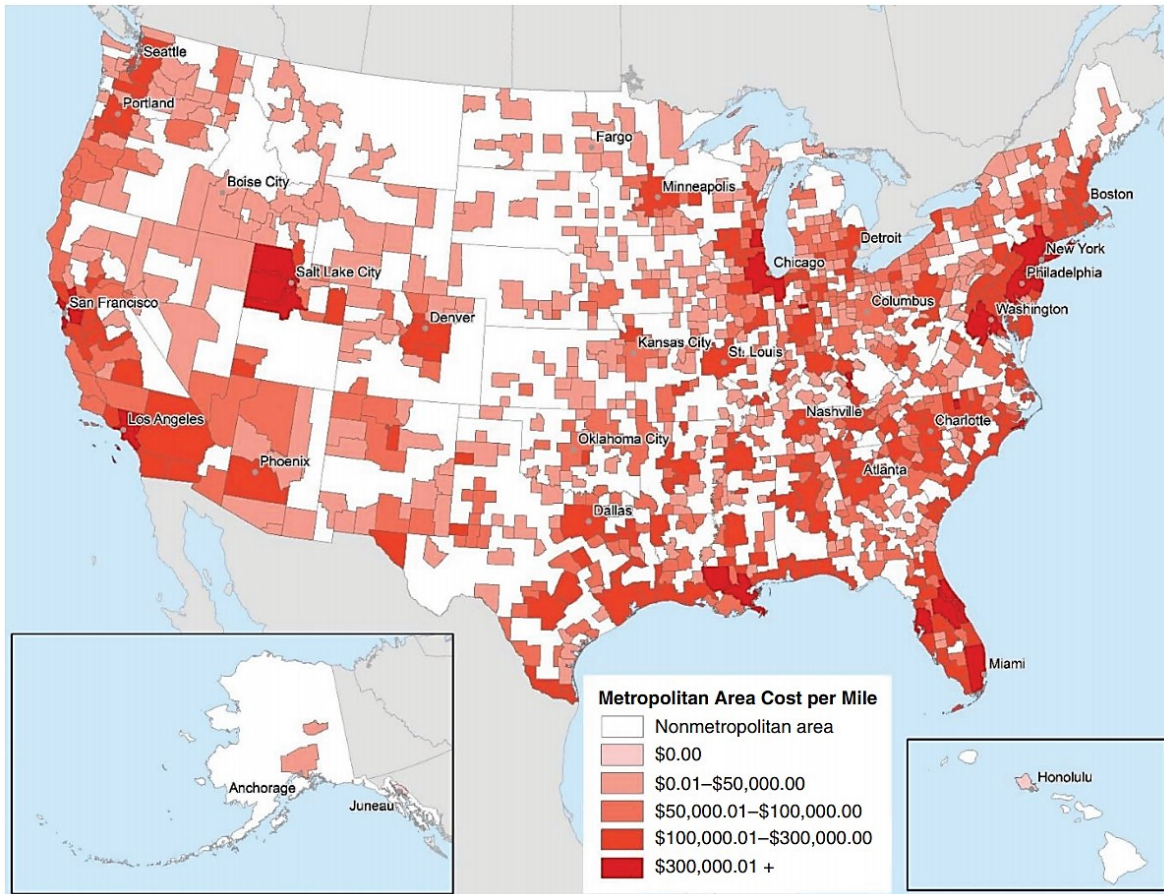 Seattle
Portland
Fargo
Boise City
Minneapolis
Boston
Detroit
New York
Salt Lake City
Chicago
Philadelphia
San Francisco
Columbus
Washington
Denver
Kansas City
St. Louis
Los Angeles
Nashville
Charlotte
Oklahoma City
Phoenix
Atlanta
Dallas
Miami
Metropolitan Area Cost per Mile
Nonmetropolitan area
$0.00
$0.01–$50,000.00
$50,000.01–$100,000.00
$100,000.01–$300,000.00
$300,000.01 +
Anchorage
Juneau
Honolulu